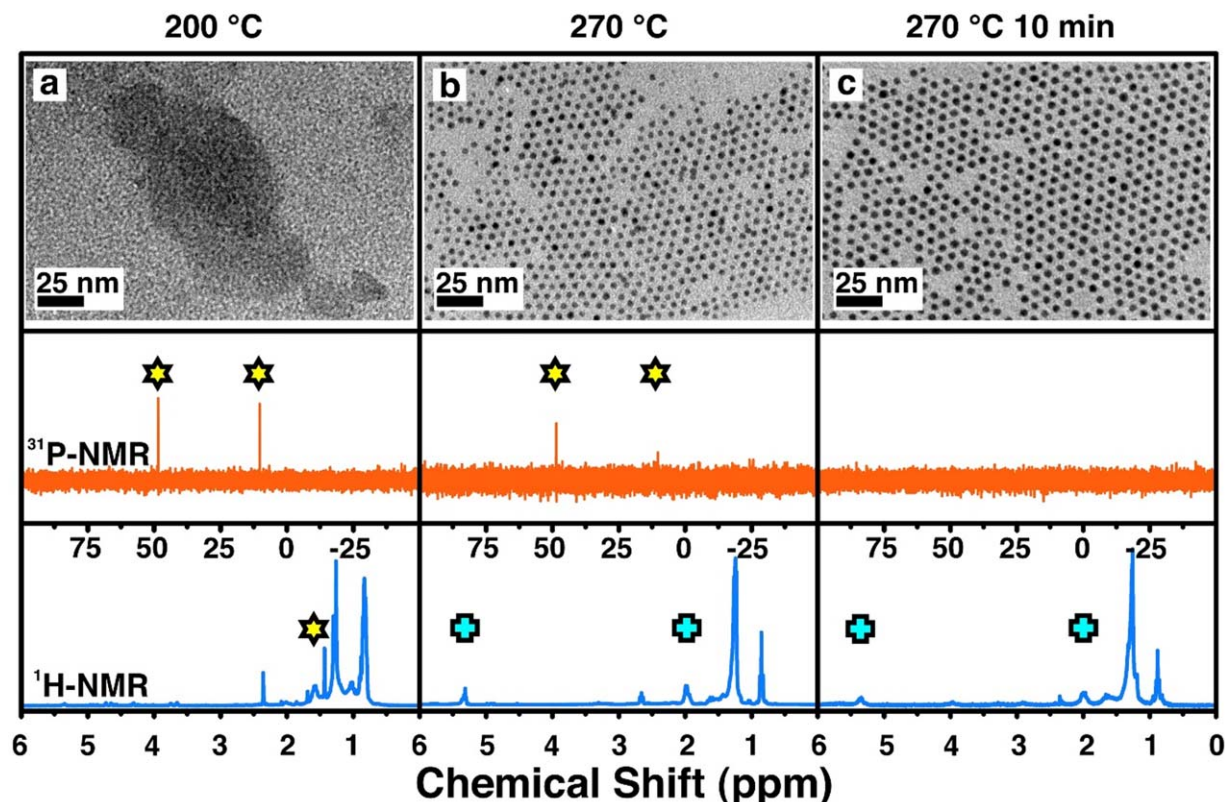 200 °C 270 °C 270 °C 10 min
a b c
25 nm 25 nm 25 nm
³¹P-NMR
75 50 25 0 -25 75 50 25 0 -25 75 50 25 0 -25
¹H-NMR
6 5 4 3 2 1 6 5 4 3 2 1 6 5 4 3 2 1 0
Chemical Shift (ppm)